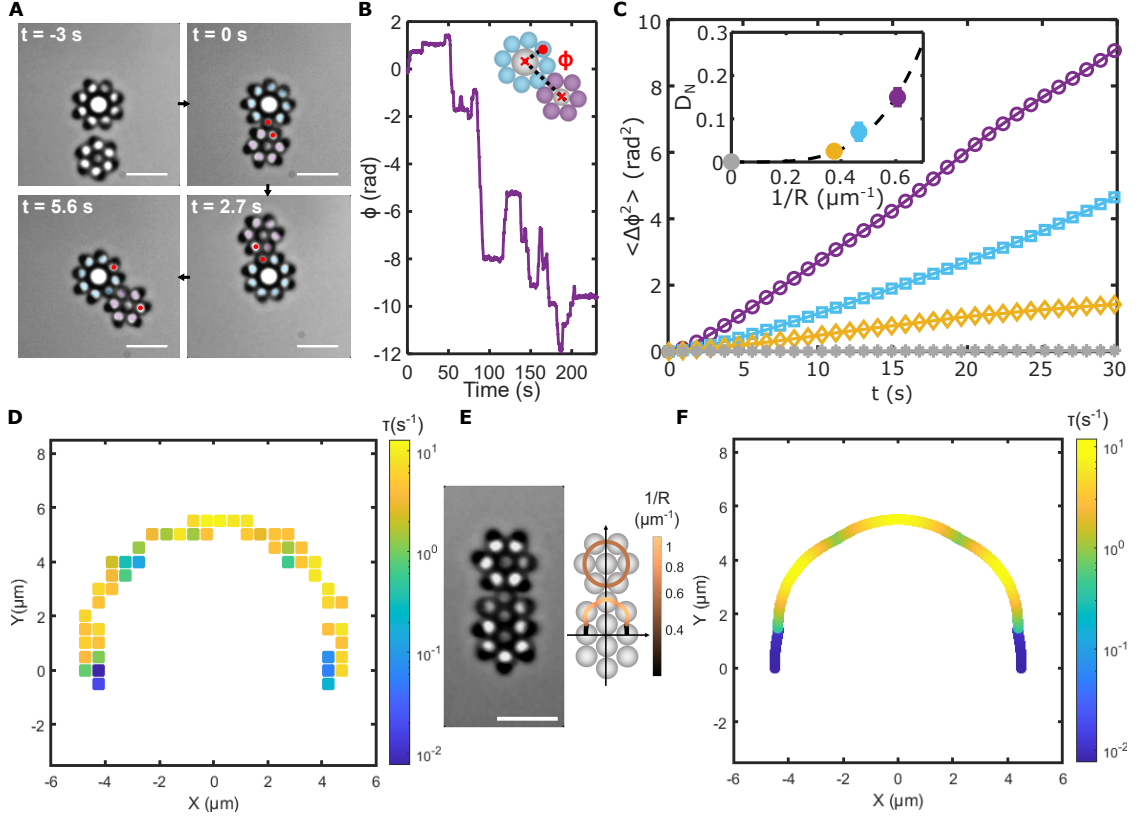 A
t = -3 s
t = 0 s
t = 5.6 s
t = 2.7 s
B
ϕ (rad)
2
0
-2
-4
-6
-8
-10
-12
0 50 100 150 200
Time (s)
ϕ
C
<Δϕ²> (rad²)
10
8
6
4
2
0
0 5 10 15 20 25 30
t (s)
D_N
0.3
0.2
0.1
0
0 0.2 0.4 0.6
1/R (μm⁻¹)
D
τ(s⁻¹)
10¹
10⁰
10⁻¹
10⁻²
Y(μm)
8
6
4
2
0
-2
-6 -4 -2 0 2 4 6
X (μm)
E
1/R
(μm⁻¹)
1
0.8
0.6
0.4
F
τ(s⁻¹)
10¹
10⁰
10⁻¹
10⁻²
Y (μm)
8
6
4
2
0
-2
-6 -4 -2 0 2 4 6
X (μm)